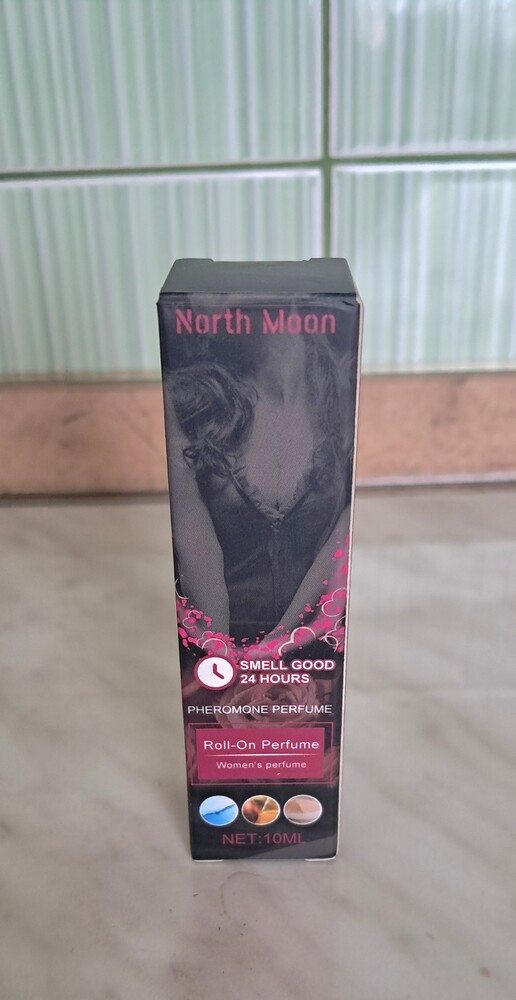 North Moon
SMELL GOOD
24 HOURS
PHEROMONE PERFUME
Roll-On Perfume
Women's perfume
NET:10ML